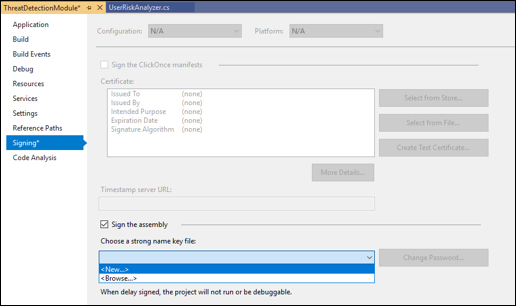 ThreatDetectionModule* UserRiskAnalyzer.cs
Application
Build
Build Events
Debug
Resources
Services
Settings
Reference Paths
Signing*
Code Analysis
Configuration: N/A Platform: N/A
Sign the ClickOnce manifests
Certificate:
Issued To (none)
Issued By (none)
Intended Purpose (none)
Expiration Date (none)
Signature Algorithm (none)
Select from Store...
Select from File...
Create Test Certificate...
More Details...
Timestamp server URL:
Sign the assembly
Choose a strong name key file:
Change Password...
<New...>
<Browse...>
When delay signed, the project will not run or be debuggable.